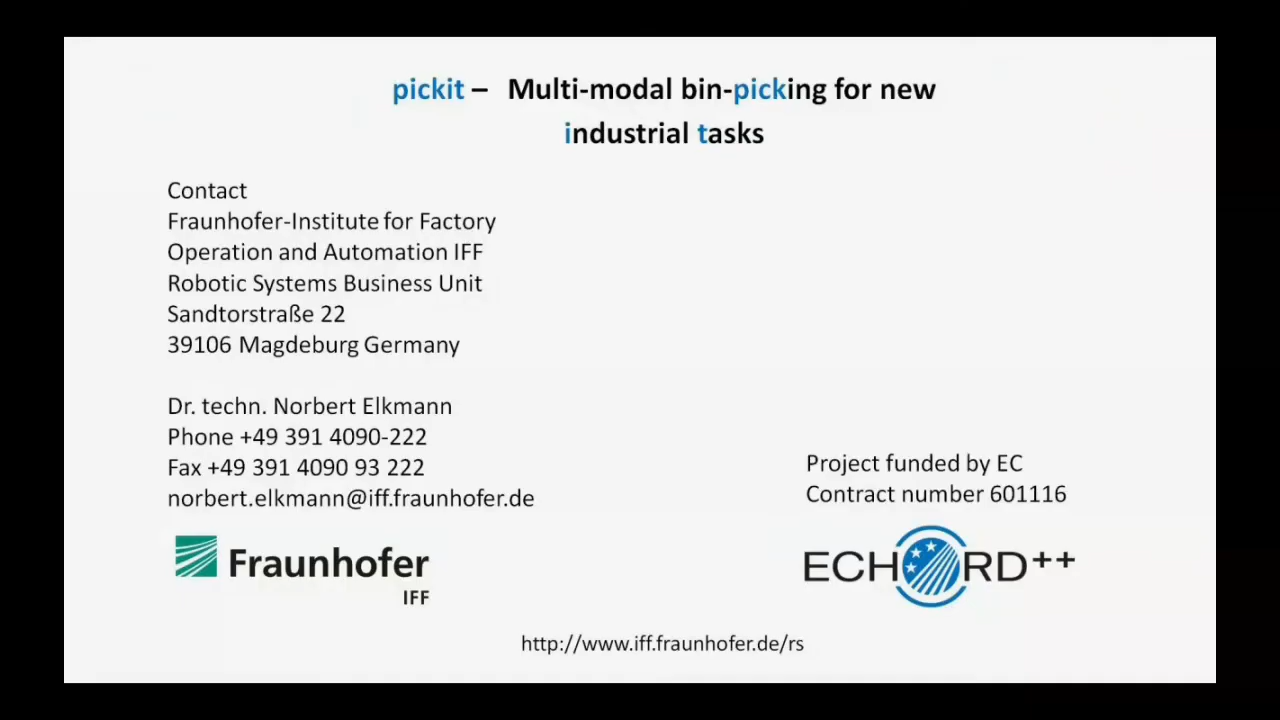 pickit – Multi-modal bin-picking for new
industrial tasks
Contact
Fraunhofer-Institute for Factory
Operation and Automation IFF
Robotic Systems Business Unit
Sandtorstraße 22
39106 Magdeburg Germany
Dr. techn. Norbert Elkmann
Phone +49 391 4090-222
Fax +49 391 4090 93 222
norbert.elkmann@iff.fraunhofer.de
Fraunhofer
IFF
Project funded by EC
Contract number 601116
ECHORD++
http://www.iff.fraunhofer.de/rs